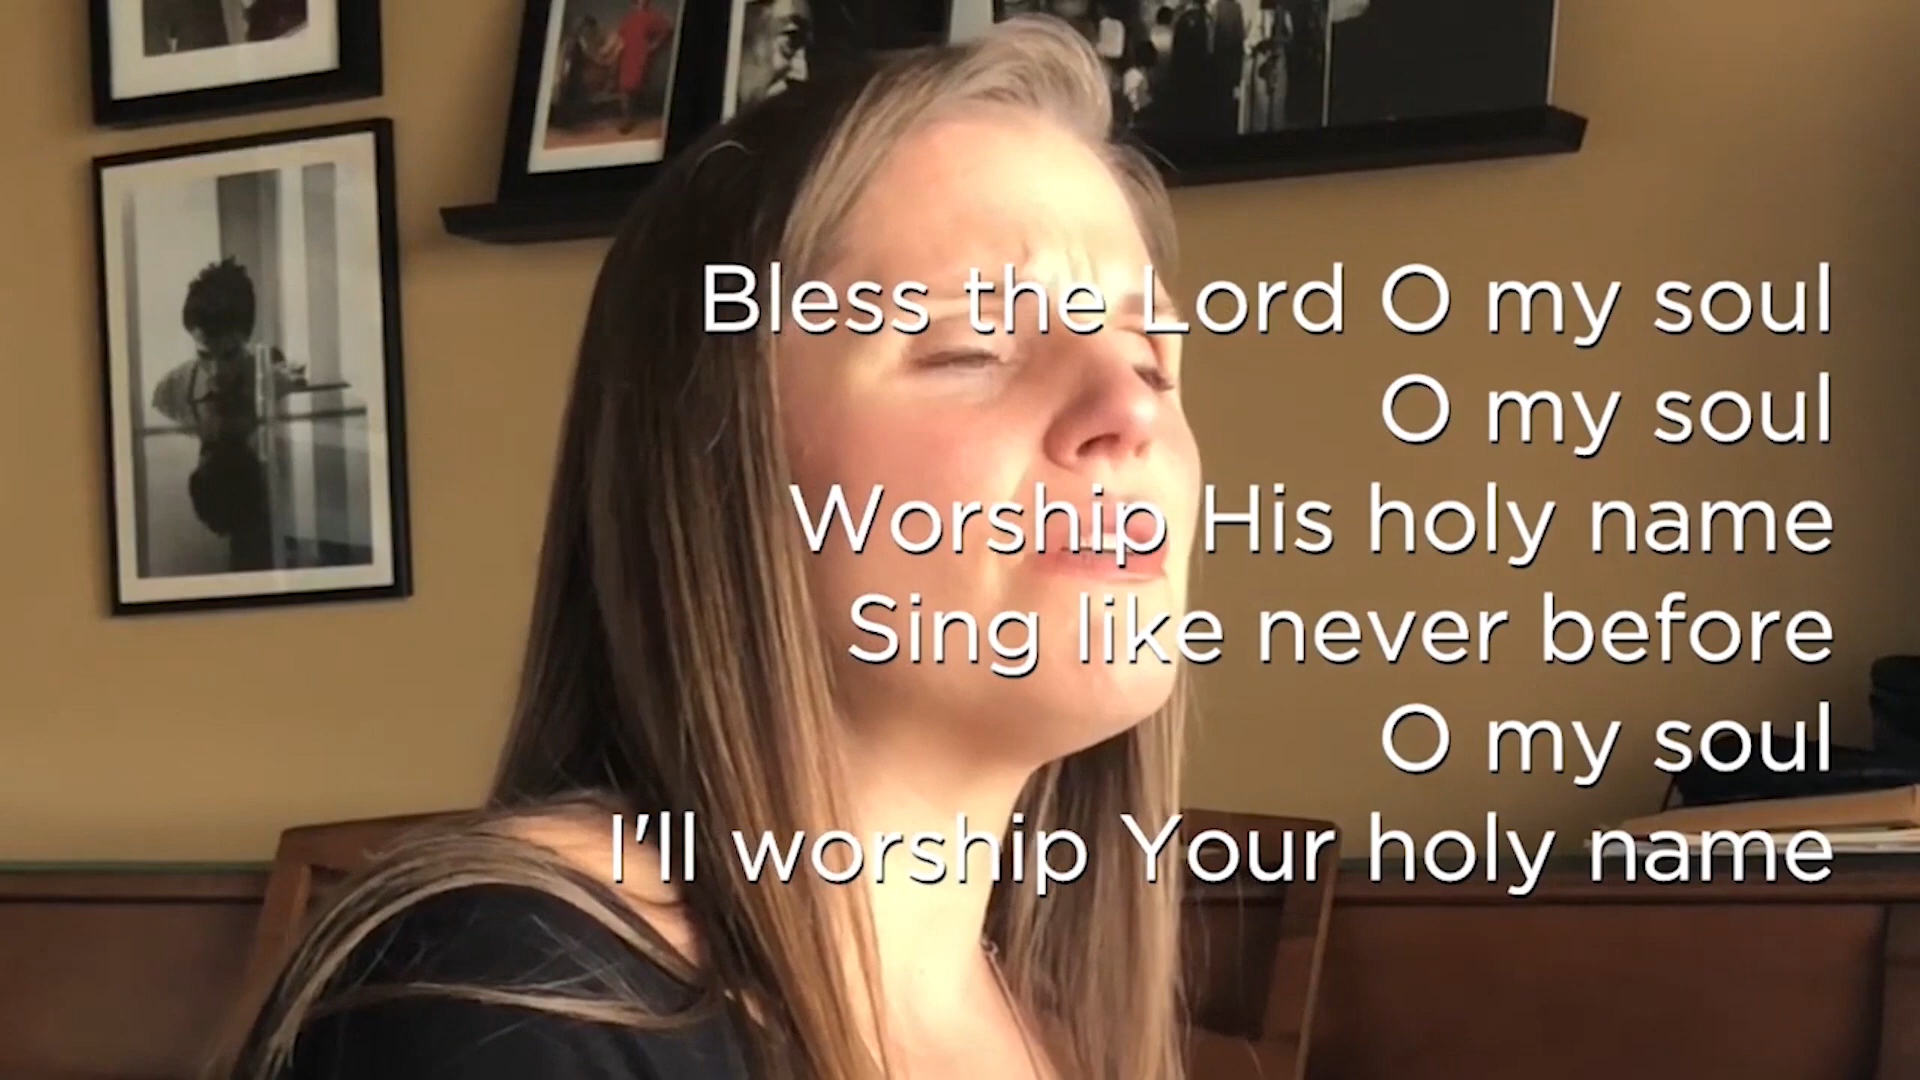 Bless the Lord O my soul
O my soul
Worship His holy name
Sing like never before
O my soul
I'll worship Your holy name